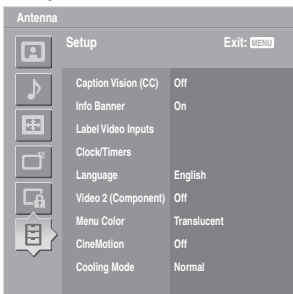 Antenna
Setup Exit: MENU
Caption Vision (CC) Off
Info Banner On
Label Video Inputs
Clock/Timers
Language English
Video 2 (Component) Off
Menu Color Translucent
CineMotion Off
Cooling Mode Normal